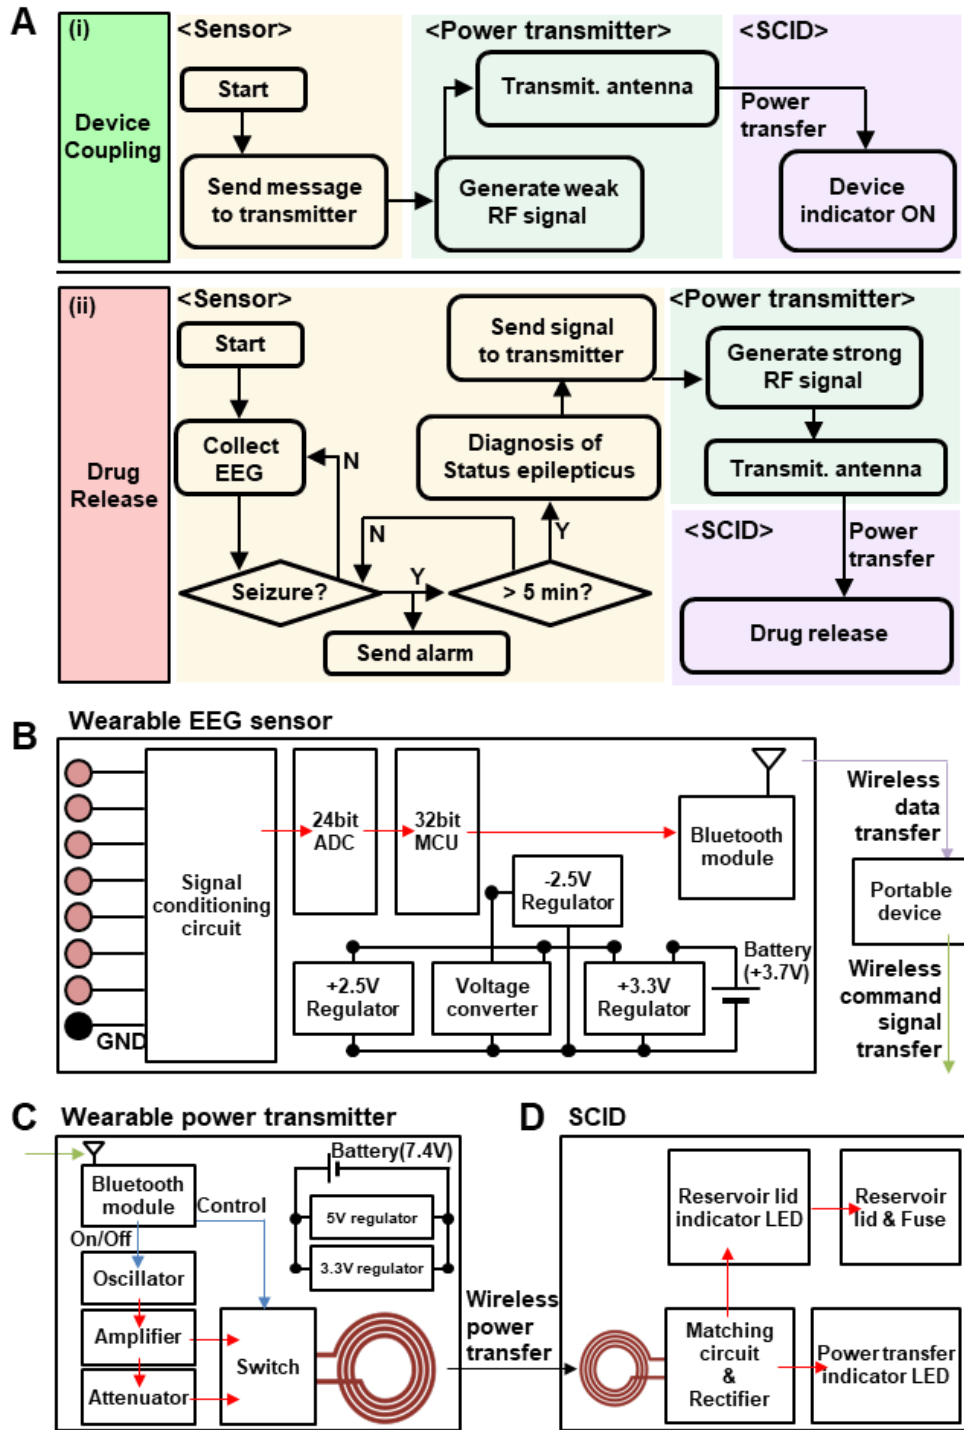 A
(i)
Device
Coupling
<Sensor>
Start
Send message
to transmitter
<Power transmitter>
Transmit. antenna
Generate weak
RF signal
<SCID>
Power
transfer
Device
indicator ON
(ii)
Drug
Release
<Sensor>
Start
Collect
EEG
N
Seizure?
Y
Send alarm
N
> 5 min?
Y
Diagnosis of
Status epilepticus
Send signal
to transmitter
<Power transmitter>
Generate strong
RF signal
Transmit. antenna
<SCID>
Power
transfer
Drug release
B
Wearable EEG sensor
GND
Signal
conditioning
circuit
24bit
ADC
32bit
MCU
Bluetooth
module
-2.5V
Regulator
+2.5V
Regulator
Voltage
converter
+3.3V
Regulator
Battery
(+3.7V)
Wireless
data
transfer
Portable
device
Wireless
command
signal
transfer
C
Wearable power transmitter
Bluetooth
module
Control
On/Off
Oscillator
Amplifier
Attenuator
Switch
Battery(7.4V)
5V regulator
3.3V regulator
Wireless
power
transfer
D
SCID
Reservoir lid
indicator LED
Reservoir
lid & Fuse
Matching
circuit
&
Rectifier
Power transfer
indicator LED